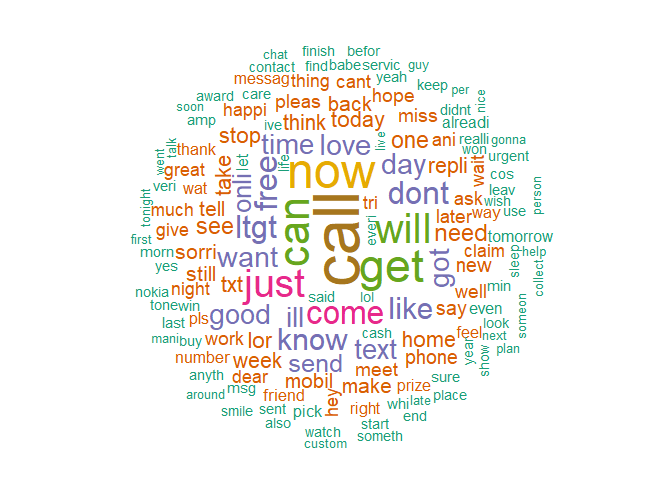 chat finish befor
contact find babe servic guy
messag thing cant yeah keep per
award care pleas back hope nice
soon happi think today miss didnt
amp ive alreadi
stop time love live one ani realli gonna
thank let won
went talk life now day repli wait urgent
great take free cos
veri wat onli dont ask leav
tonight tri wish person
much tell ltgt can call will later way use
give see everi need
first sorri tomorrow
morn want get got claim sleep help
yes still new collect
nokia night txt just said lol well min
tone win come like say even someon
last pls good ill cash feel look
mani buy work lor know text home year next
number week send phone show plan
anyth dear mobil meet sure
around msg friend hey make prize place
smile sent pick right whi late
also end
watch start
custom someth